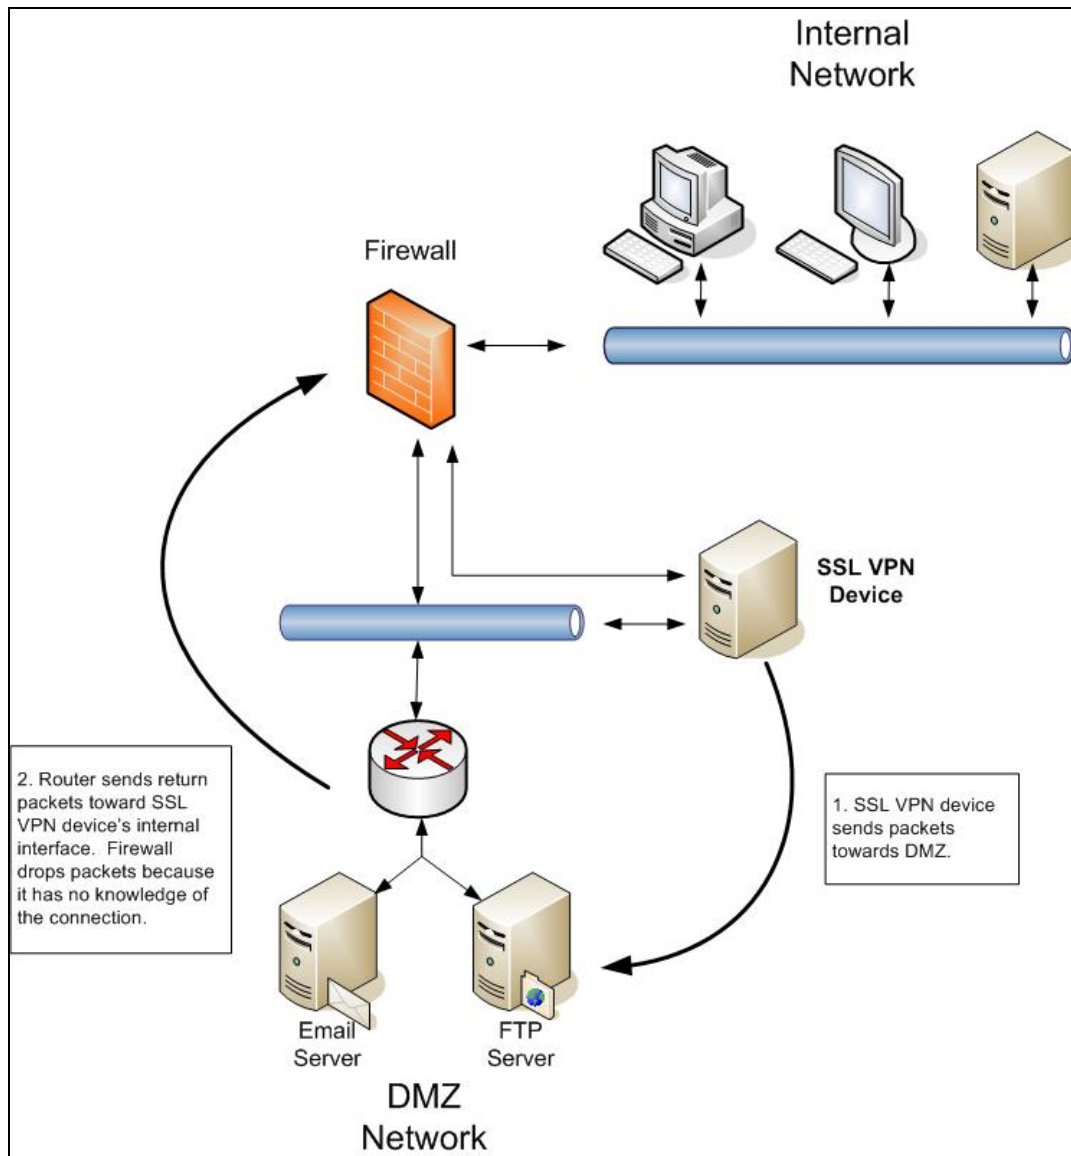 Internal
Network
Firewall
SSL VPN
Device
2. Router sends return
packets toward SSL
VPN device's internal
interface.  Firewall
drops packets because
it has no knowledge of
the connection.
1. SSL VPN device
sends packets
towards DMZ.
Email
Server
FTP
Server
DMZ
Network